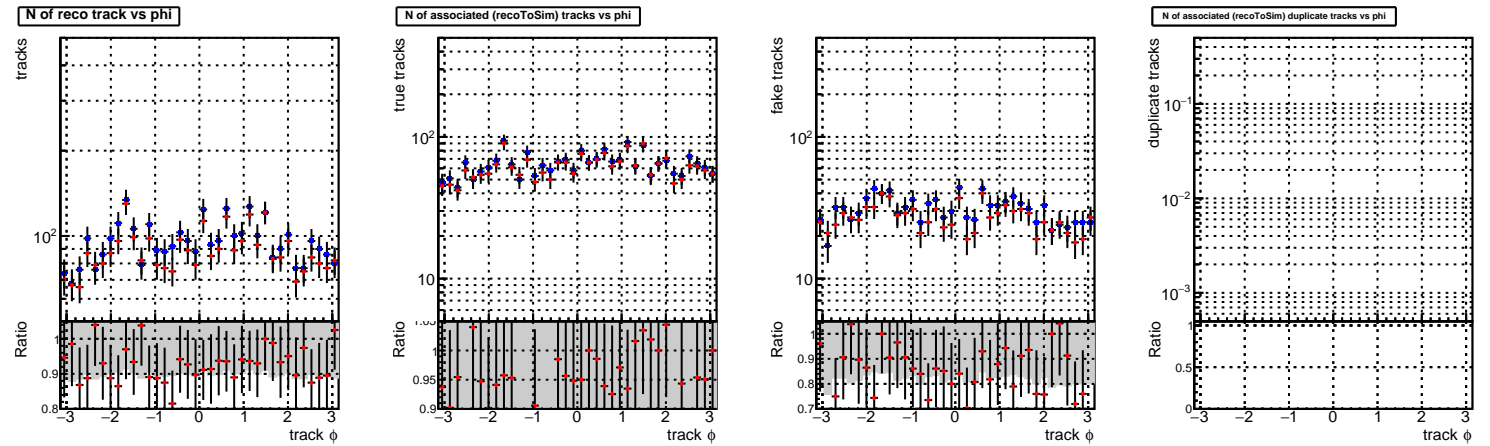 N of reco track vs phi
tracks
10²
Ratio
1
0.9
0.8
−3 −2 −1 0 1 2 3
track ϕ
N of associated (recoToSim) tracks vs phi
true tracks
10²
10
Ratio
1.05
1
0.95
0.9
−3 −2 −1 0 1 2 3
track ϕ
fake tracks
10²
10
Ratio
1
0.9
0.8
0.7
−3 −2 −1 0 1 2 3
track ϕ
N of associated (recoToSim) duplicate tracks vs phi
duplicate tracks
10⁻¹
10⁻²
10⁻³
Ratio
1
0.5
0
−3 −2 −1 0 1 2 3
track ϕ